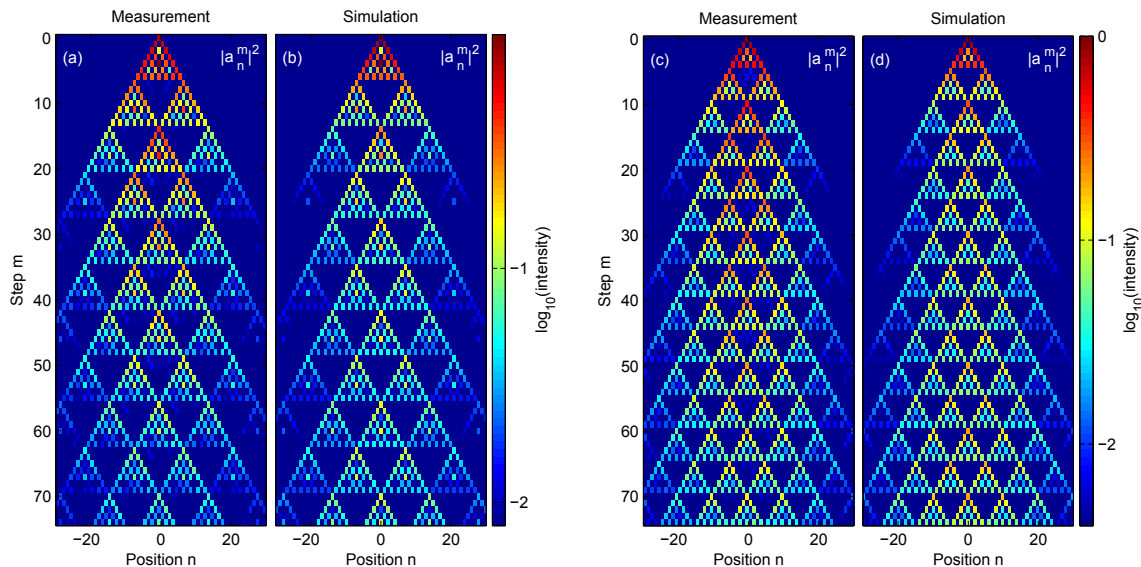 Measurement
Simulation
Measurement
Simulation
(a)
|a_n^m|^2
(b)
|a_n^m|^2
(c)
|a_n^m|^2
(d)
|a_n^m|^2
0
10
20
30
40
50
60
70
Step m
−20
0
20
Position n
−20
0
20
Position n
−1
−2
log10(intensity)
0
10
20
30
40
50
60
70
Step m
−20
0
20
Position n
−20
0
20
Position n
0
−1
−2
log10(intensity)